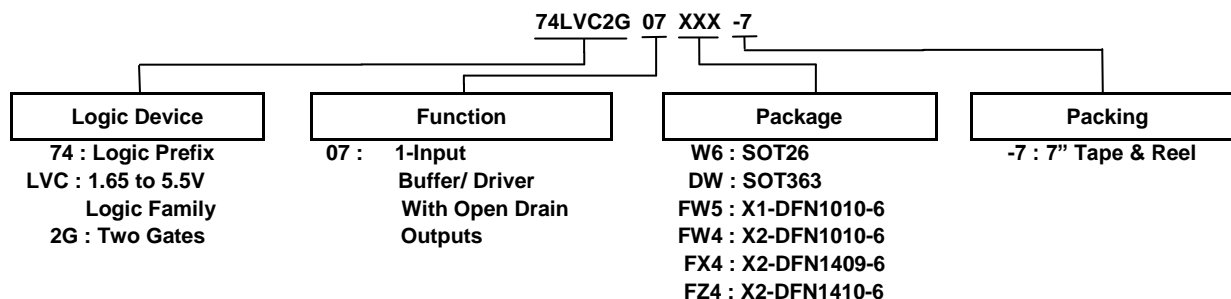 74LVC2G 07 XXX -7
Logic Device
74 : Logic Prefix
LVC : 1.65 to 5.5V
Logic Family
2G : Two Gates
Function
07 : 1-Input
Buffer/ Driver
With Open Drain
Outputs
Package
W6 : SOT26
DW : SOT363
FW5 : X1-DFN1010-6
FW4 : X2-DFN1010-6
FX4 : X2-DFN1409-6
FZ4 : X2-DFN1410-6
Packing
-7 : 7” Tape & Reel